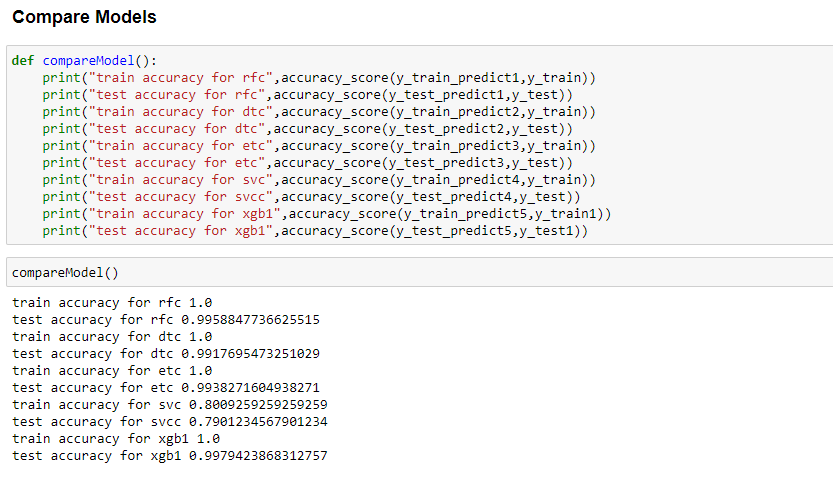 Compare Models
def compareModel():
    print("train accuracy for rfc",accuracy_score(y_train_predict1,y_train))
    print("test accuracy for rfc",accuracy_score(y_test_predict1,y_test))
    print("train accuracy for dtc",accuracy_score(y_train_predict2,y_train))
    print("test accuracy for dtc",accuracy_score(y_test_predict2,y_test))
    print("train accuracy for etc",accuracy_score(y_train_predict3,y_train))
    print("test accuracy for etc",accuracy_score(y_test_predict3,y_test))
    print("train accuracy for svc",accuracy_score(y_train_predict4,y_train))
    print("test accuracy for svcc",accuracy_score(y_test_predict4,y_test))
    print("train accuracy for xgb1",accuracy_score(y_train_predict5,y_train1))
    print("test accuracy for xgb1",accuracy_score(y_test_predict5,y_test1))
compareModel()
train accuracy for rfc 1.0
test accuracy for rfc 0.9958847736625515
train accuracy for dtc 1.0
test accuracy for dtc 0.9917695473251029
train accuracy for etc 1.0
test accuracy for etc 0.9938271604938271
train accuracy for svc 0.8009259259259259
test accuracy for svcc 0.7901234567901234
train accuracy for xgb1 1.0
test accuracy for xgb1 0.9979423868312757